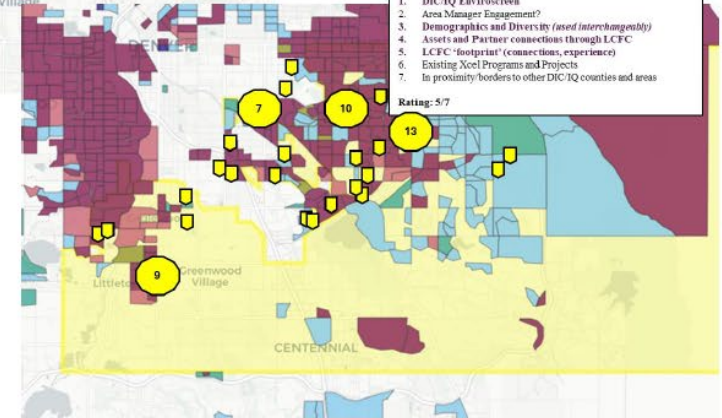 Village
1. DIC/IQ Enviroscreen
2. Area Manager Engagement?
3. Demographics and Diversity (used interchangeably)
4. Assets and Partner connections through LCFC
5. LCFC 'footprint' (connections, experience)
6. Existing Xcel Programs and Projects
7. In proximity/borders to other DIC/IQ counties and areas
Rating: 5/7
DENVER
7
10
13
9
Greenwood
Village
CENTENNIAL